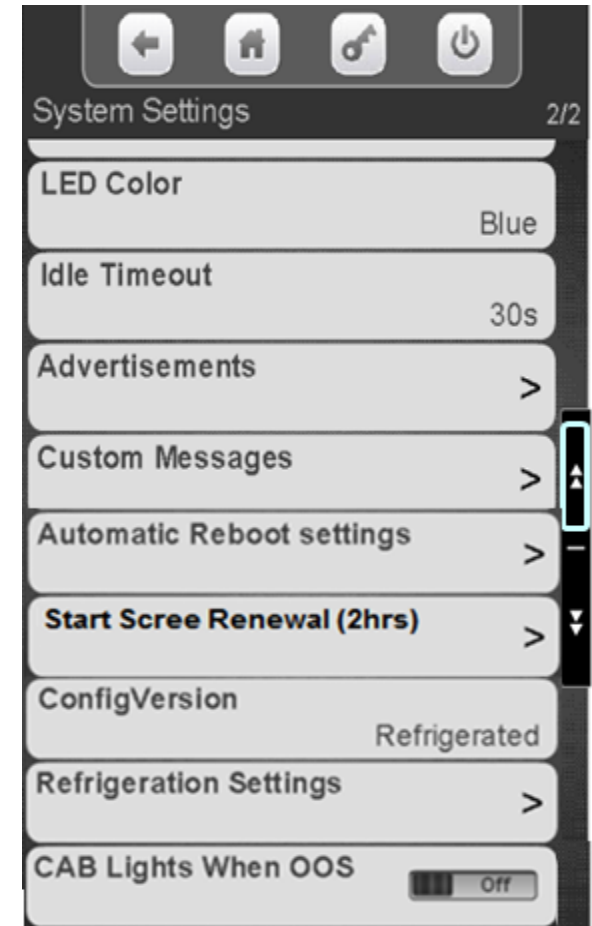 System Settings 2/2
LED Color
Blue
Idle Timeout
30s
Advertisements
>
Custom Messages
>
Automatic Reboot settings
>
Start Scree Renewal (2hrs)
>
ConfigVersion
Refrigerated
Refrigeration Settings
>
CAB Lights When OOS
Off